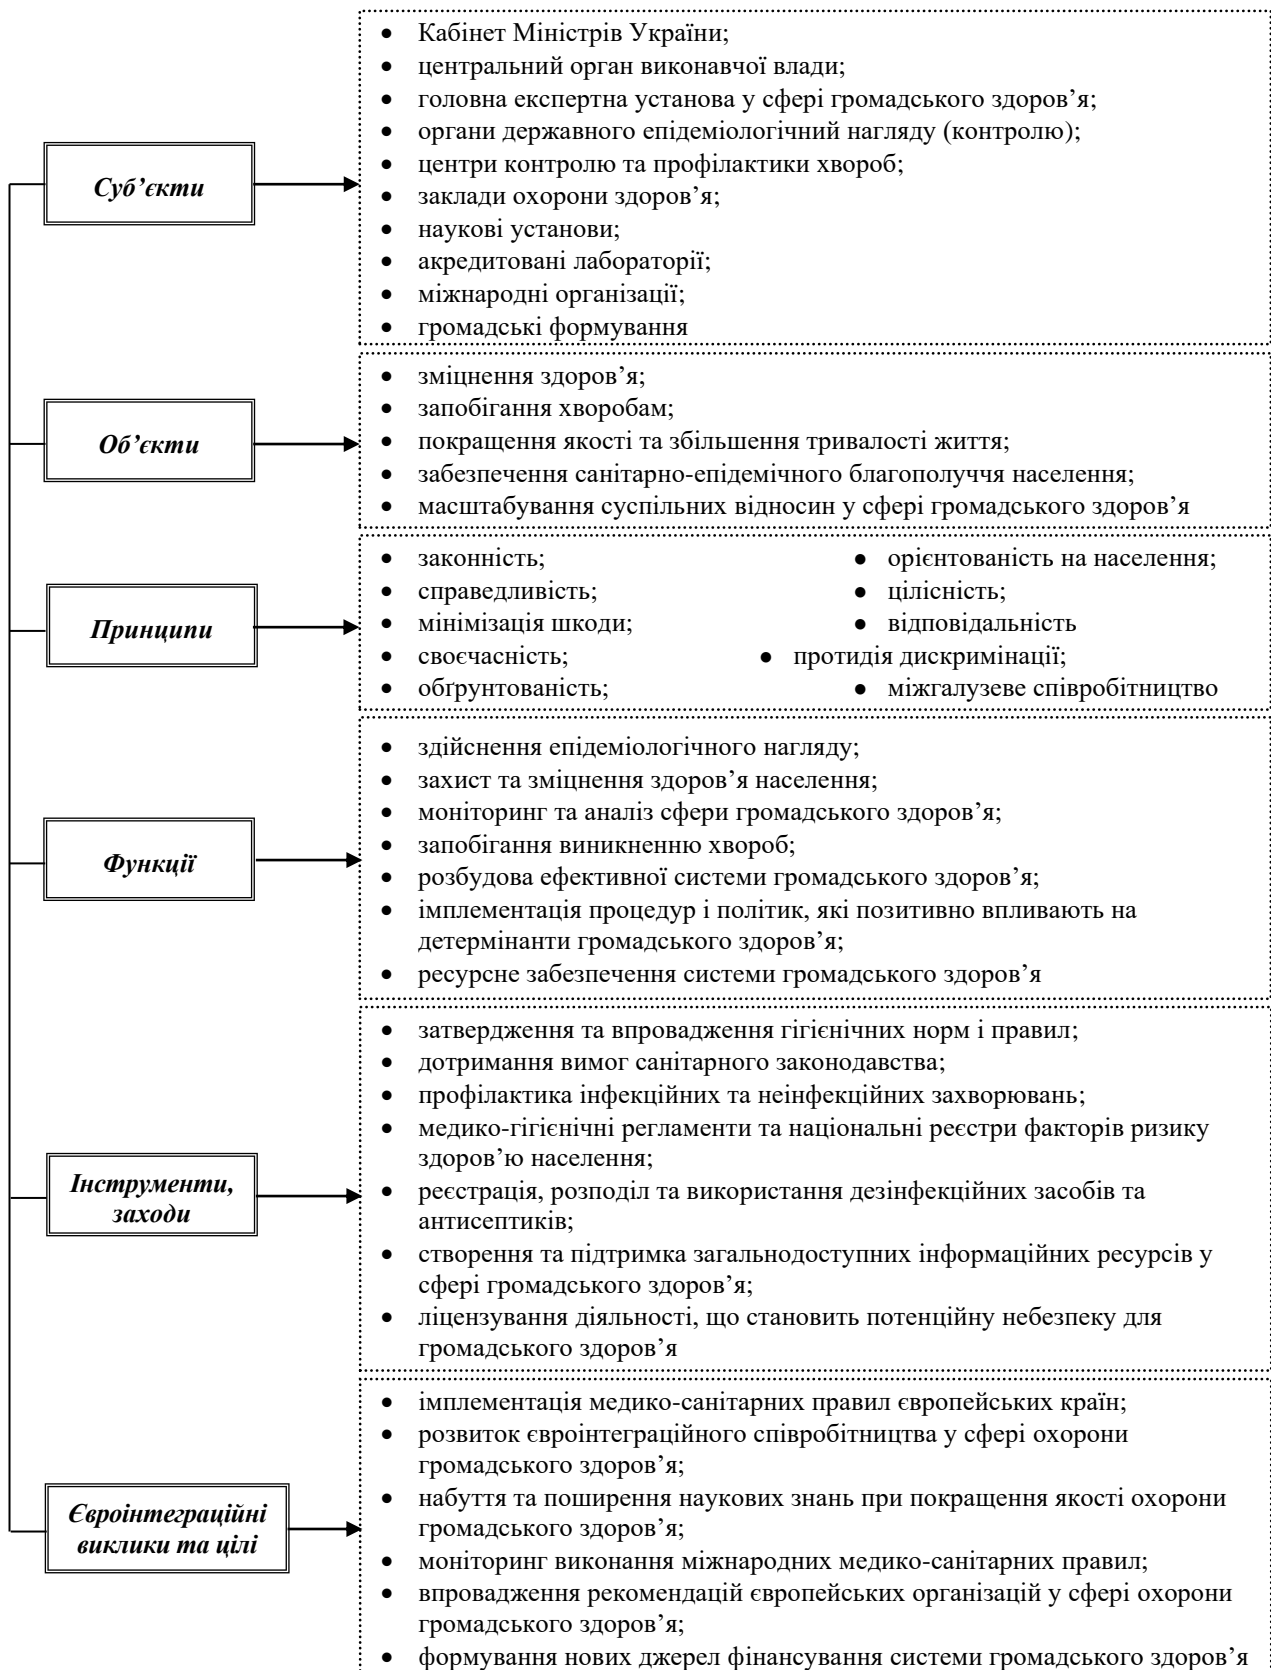 Суб’єкти
• Кабінет Міністрів України;
• центральний орган виконавчої влади;
• головна експертна установа у сфері громадського здоров’я;
• органи державного епідеміологічний нагляду (контролю);
• центри контролю та профілактики хвороб;
• заклади охорони здоров’я;
• наукові установи;
• акредитовані лабораторії;
• міжнародні організації;
• громадські формування
Об’єкти
• зміцнення здоров’я;
• запобігання хворобам;
• покращення якості та збільшення тривалості життя;
• забезпечення санітарно-епідемічного благополуччя населення;
• масштабування суспільних відносин у сфері громадського здоров’я
Принципи
• законність; • орієнтованість на населення;
• справедливість; • цілісність;
• мінімізація шкоди; • відповідальність
• своєчасність; • протидія дискримінації;
• обґрунтованість; • міжгалузеве співробітництво
Функції
• здійснення епідеміологічного нагляду;
• захист та зміцнення здоров’я населення;
• моніторинг та аналіз сфери громадського здоров’я;
• запобігання виникненню хвороб;
• розбудова ефективної системи громадського здоров’я;
• імплементація процедур і політик, які позитивно впливають на
детермінанти громадського здоров’я;
• ресурсне забезпечення системи громадського здоров’я
Інструменти,
заходи
• затвердження та впровадження гігієнічних норм і правил;
• дотримання вимог санітарного законодавства;
• профілактика інфекційних та неінфекційних захворювань;
• медико-гігієнічні регламенти та національні реєстри факторів ризику
здоров’ю населення;
• реєстрація, розподіл та використання дезінфекційних засобів та
антисептиків;
• створення та підтримка загальнодоступних інформаційних ресурсів у
сфері громадського здоров’я;
• ліцензування діяльності, що становить потенційну небезпеку для
громадського здоров’я
Євроінтеграційні
виклики та цілі
• імплементація медико-санітарних правил європейських країн;
• розвиток євроінтеграційного співробітництва у сфері охорони
громадського здоров’я;
• набуття та поширення наукових знань при покращення якості охорони
громадського здоров’я;
• моніторинг виконання міжнародних медико-санітарних правил;
• впровадження рекомендацій європейських організацій у сфері охорони
громадського здоров’я;
• формування нових джерел фінансування системи громадського здоров’я